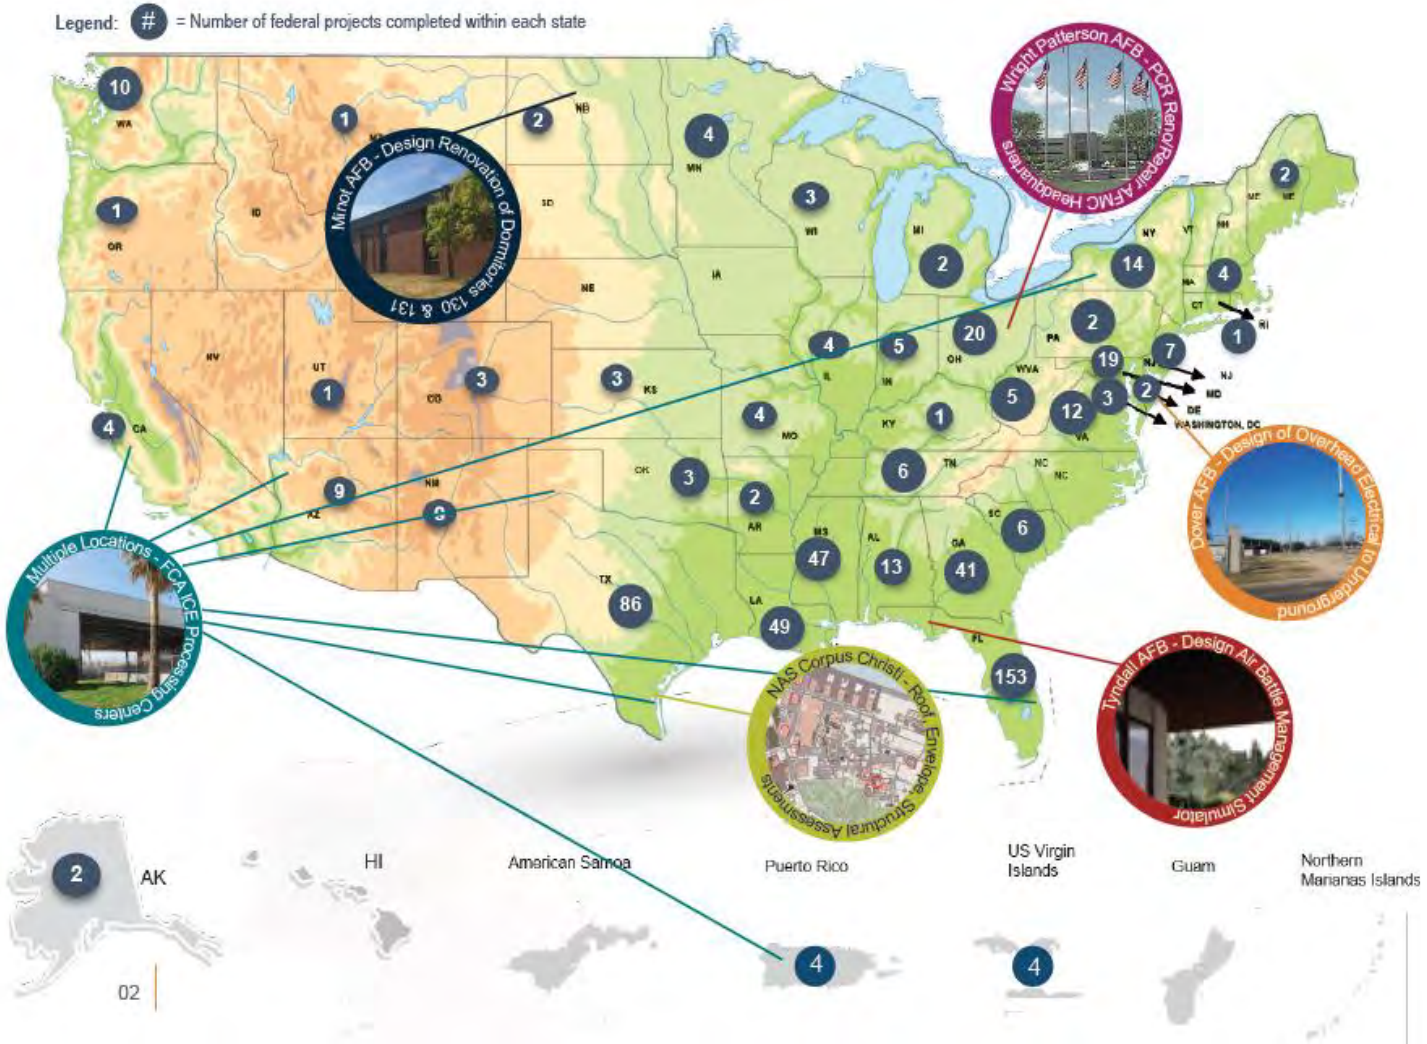 Legend: # = Number of federal projects completed within each state
10
WA
1
2
4
MN
3
WI
MI
2
2
ME
ME
1
OR
ID
SD
NE
IA
NY
VT
NH
14
MA
4
CT
RI
1
NV
UT
1
CO
3
3
KS
4
IL
5
IN
20
OH
PA
2
WVA
5
19
7
NJ
NJ
MD
2
DE
3
WASHINGTON, DC
12
VA
4
CA
4
MO
KY
1
6
TN
NC
NC
9
AZ
NM
OK
3
2
AR
MS
47
AL
13
GA
41
SC
6
TX
86
LA
49
FL
153
Minot AFB - Design Renovation of Dormitories 130 & 131
Wright Patterson AFB - PCR Reno/Repair AFMC Headquarters
Dover AFB - Design of Overhead Electrical to Underground
Multiple Locations - FCA ICE Processing Centers
NAS Corpus Christi - Roof, Envelope, Structural Assessments
Tyndall AFB - Design Air Battle Management Simulator
2
AK
HI
American Samoa
Puerto Rico
4
US Virgin
Islands
4
Guam
Northern
Marianas Islands
02